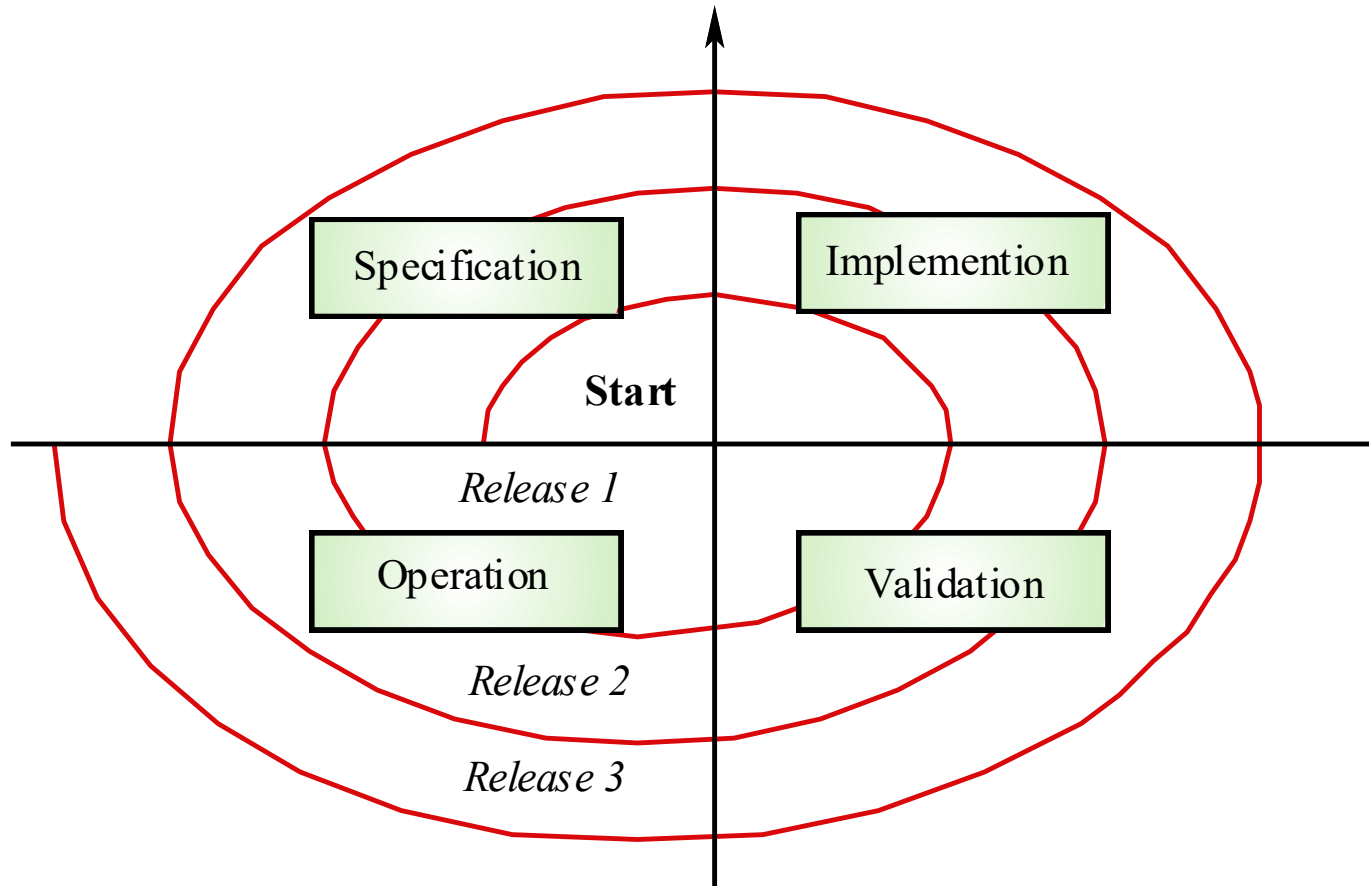 Specification
Implemention
Start
Release 1
Operation
Validation
Release 2
Release 3